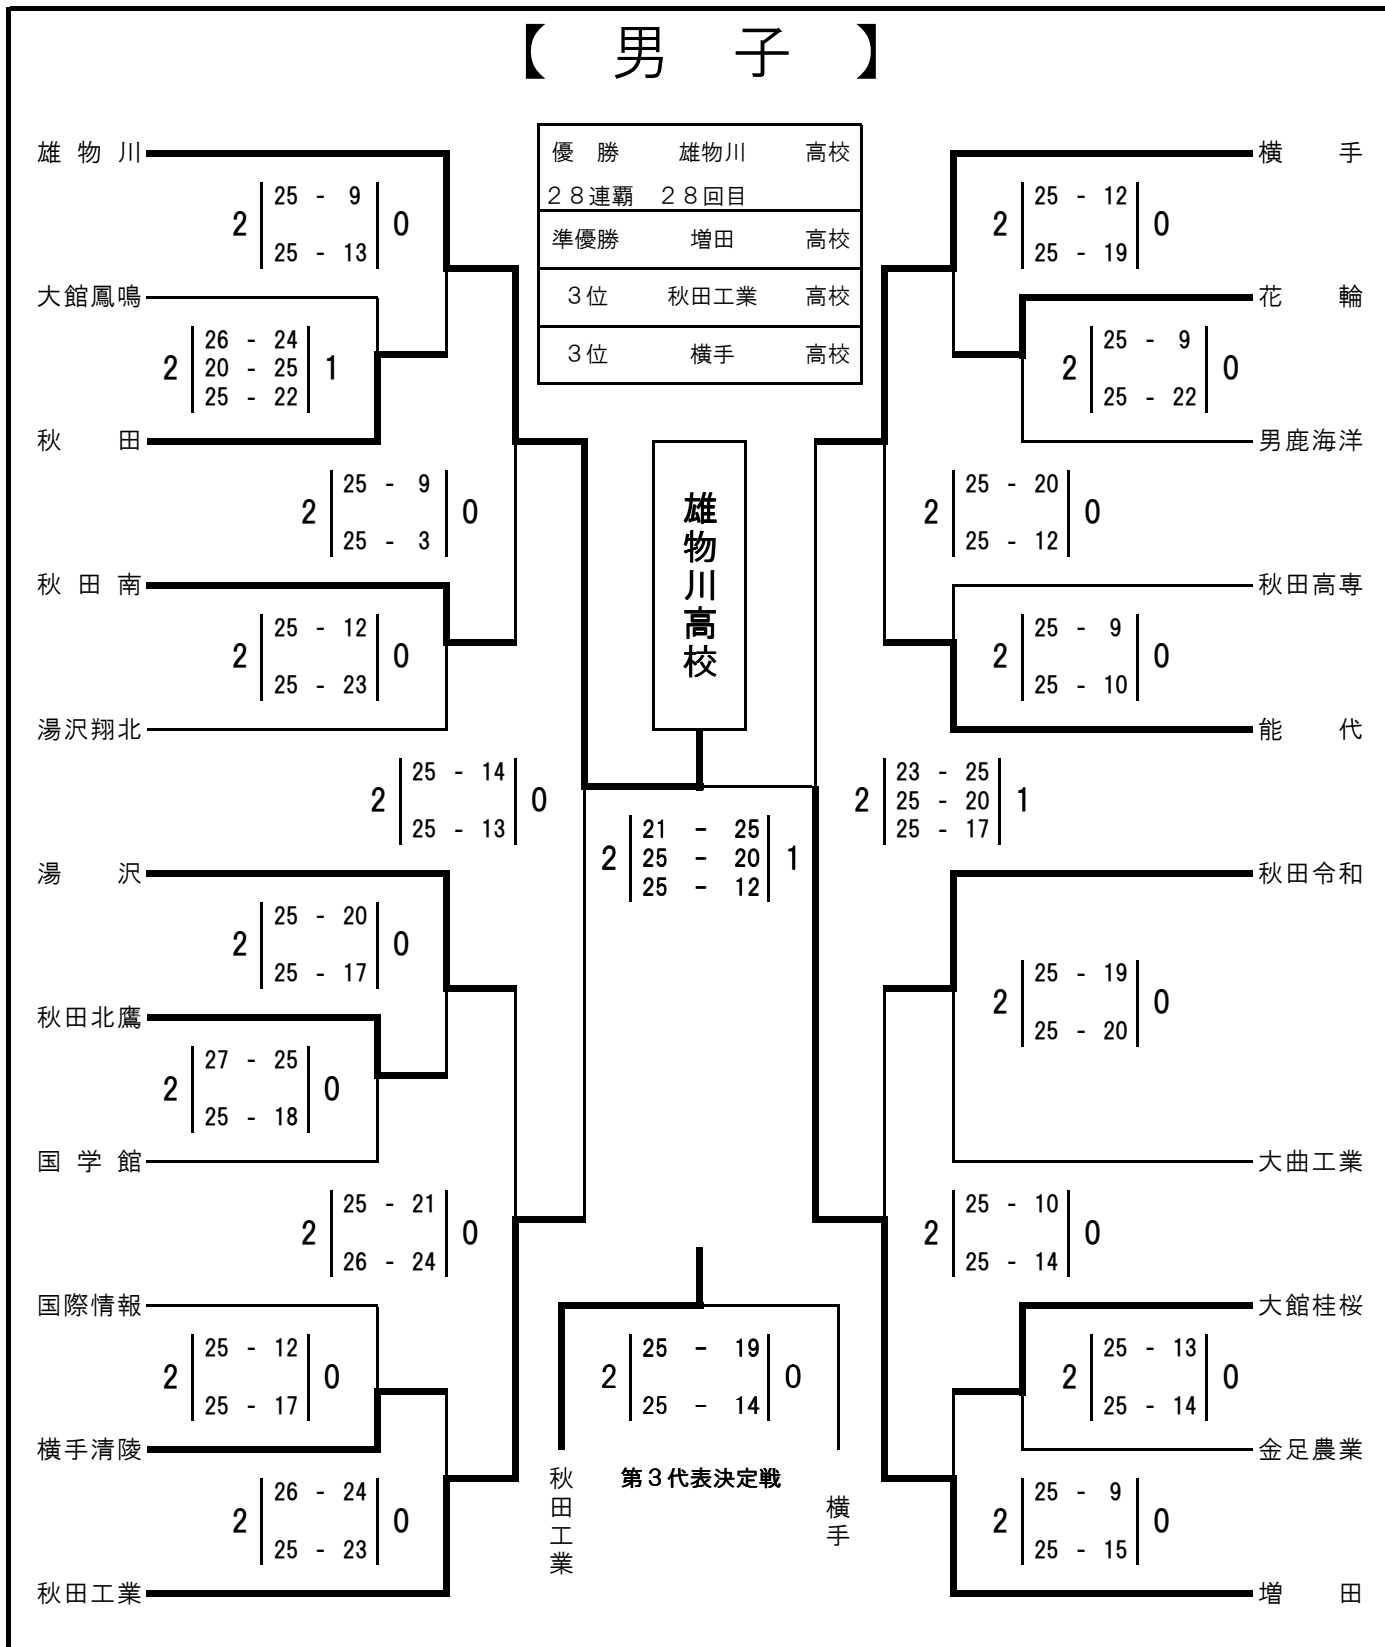 【 男 子 】
優 勝 雄物川 高校
２８連覇 ２８回目
準優勝 増田 高校
３位 秋田工業 高校
３位 横手 高校
雄 物 川
2 25 - 9 0
25 - 13
大館鳳鳴
2 26 - 24 1
20 - 25
25 - 22
秋 田
2 25 - 9 0
25 - 3
秋 田 南
2 25 - 12 0
25 - 23
湯沢翔北
2 25 - 14 0
25 - 13
湯 沢
2 25 - 20 0
25 - 17
秋田北鷹
2 27 - 25 0
25 - 18
国 学 館
2 25 - 21 0
26 - 24
国際情報
2 25 - 12 0
25 - 17
横手清陵
2 26 - 24 0
25 - 23
秋田工業
雄物川高校
2 21 - 25 1
25 - 20
25 - 12
2 25 - 19 0
25 - 14
第３代表決定戦
秋田工業
横手
横 手
2 25 - 12 0
25 - 19
花 輪
2 25 - 9 0
25 - 22
男鹿海洋
2 25 - 20 0
25 - 12
秋田高専
2 25 - 9 0
25 - 10
能 代
2 23 - 25 1
25 - 20
25 - 17
秋田令和
2 25 - 19 0
25 - 20
大曲工業
2 25 - 10 0
25 - 14
大館桂桜
2 25 - 13 0
25 - 14
金足農業
2 25 - 9 0
25 - 15
増 田